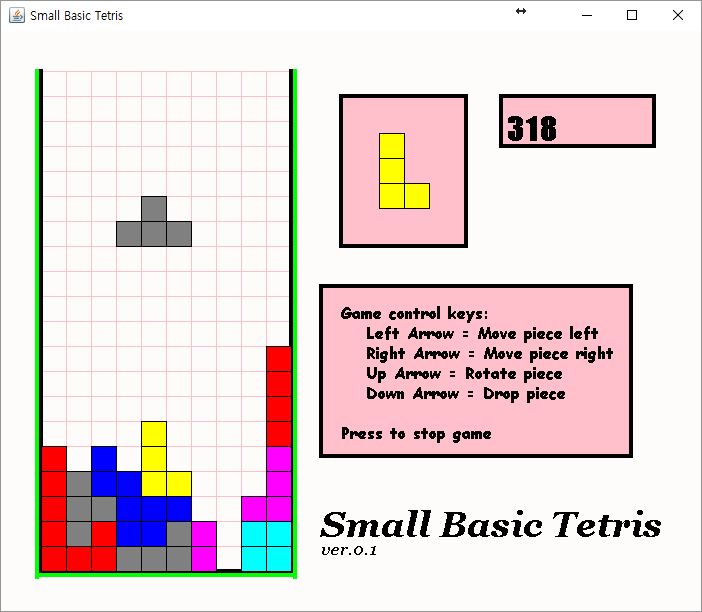 Small Basic Tetris
318
Game control keys:
Left Arrow = Move piece left
Right Arrow = Move piece right
Up Arrow = Rotate piece
Down Arrow = Drop piece
Press to stop game
Small Basic Tetris
ver.0.1